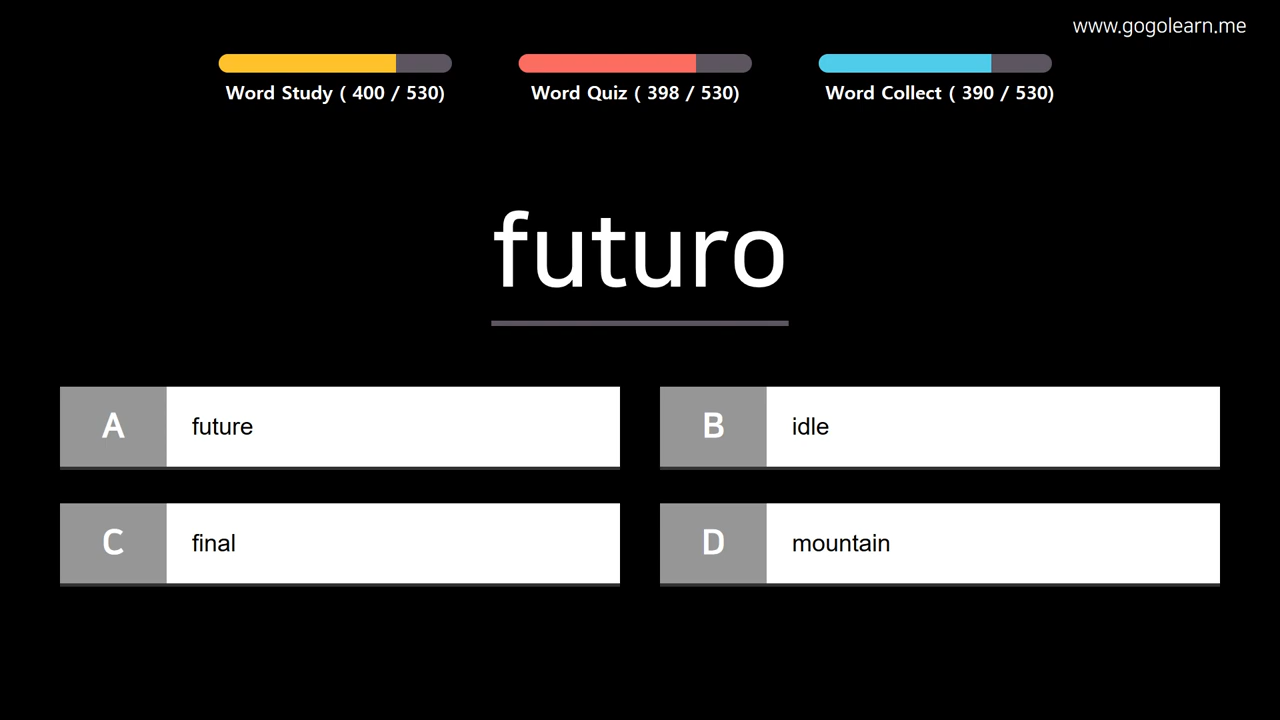 www.gogolearn.me
Word Study ( 400 / 530)
Word Quiz ( 398 / 530)
Word Collect ( 390 / 530)
futuro
A future
B idle
C final
D mountain